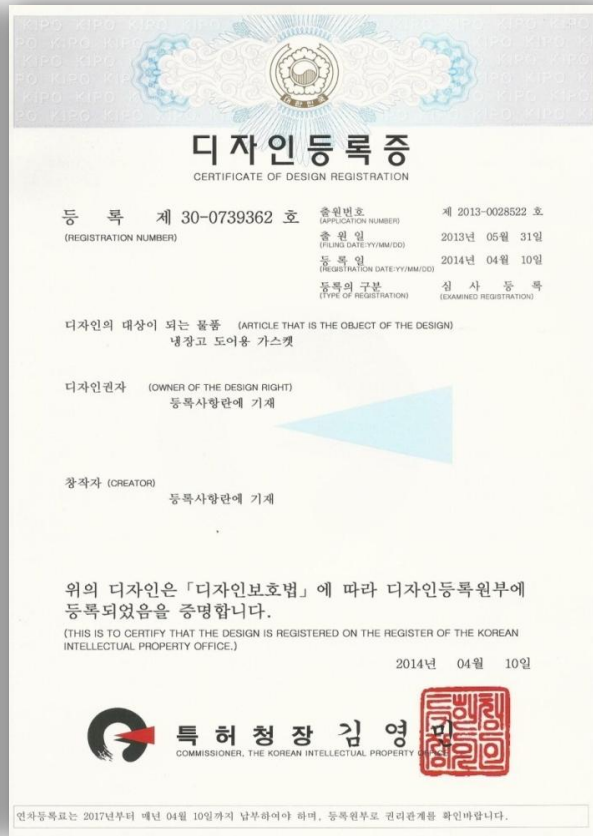 대한민국
디자인등록증
CERTIFICATE OF DESIGN REGISTRATION
등 록 제 30-0739362 호
(REGISTRATION NUMBER)
출원번호 제 2013-0028522 호
(APPLICATION NUMBER)
출 원 일 2013년 05월 31일
(FILING DATE:YY/MM/DD)
등 록 일 2014년 04월 10일
(REGISTRATION DATE:YY/MM/DD)
등록의 구분 심 사 등 록
(TYPE OF REGISTRATION) (EXAMINED REGISTRATION)
디자인의 대상이 되는 물품 (ARTICLE THAT IS THE OBJECT OF THE DESIGN)
냉장고 도어용 가스켓
디자인권자 (OWNER OF THE DESIGN RIGHT)
등록사항란에 기재
창작자 (CREATOR)
등록사항란에 기재
위의 디자인은 「디자인보호법」에 따라 디자인등록원부에
등록되었음을 증명합니다.
(THIS IS TO CERTIFY THAT THE DESIGN IS REGISTERED ON THE REGISTER OF THE KOREAN
INTELLECTUAL PROPERTY OFFICE.)
2014년 04월 10일
특허청장 김영민
COMMISSIONER, THE KOREAN INTELLECTUAL PROPERTY OFFICE
연차등록료는 2017년부터 매년 04월 10일까지 납부하여야 하며, 등록원부로 권리관계를 확인바랍니다.